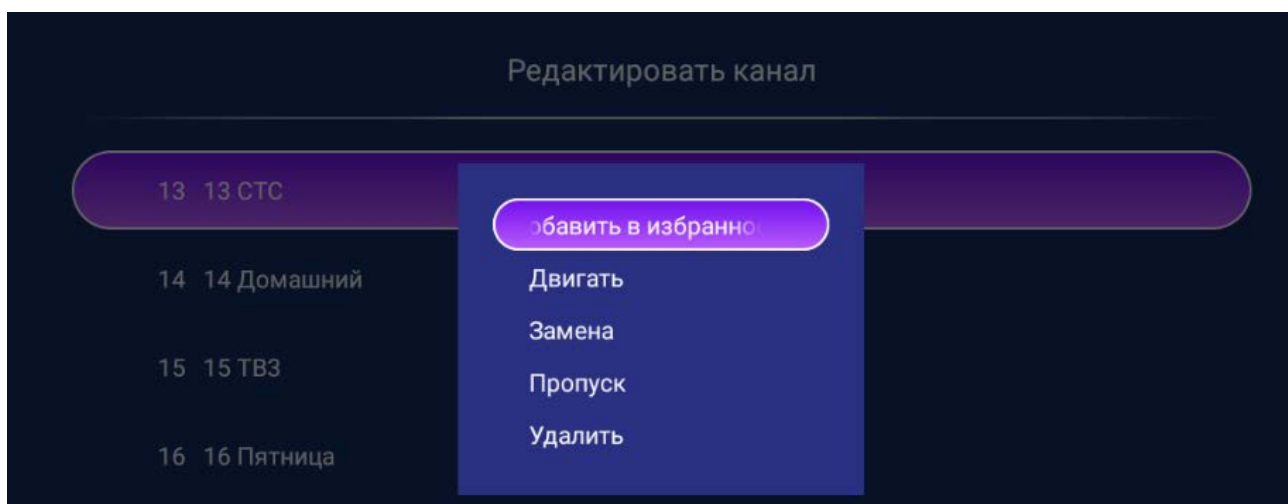 Редактировать канал
13 13 СТС
обавить в избранно
Двигать
14 14 Домашний
Замена
15 15 ТВ3
Пропуск
Удалить
16 16 Пятница